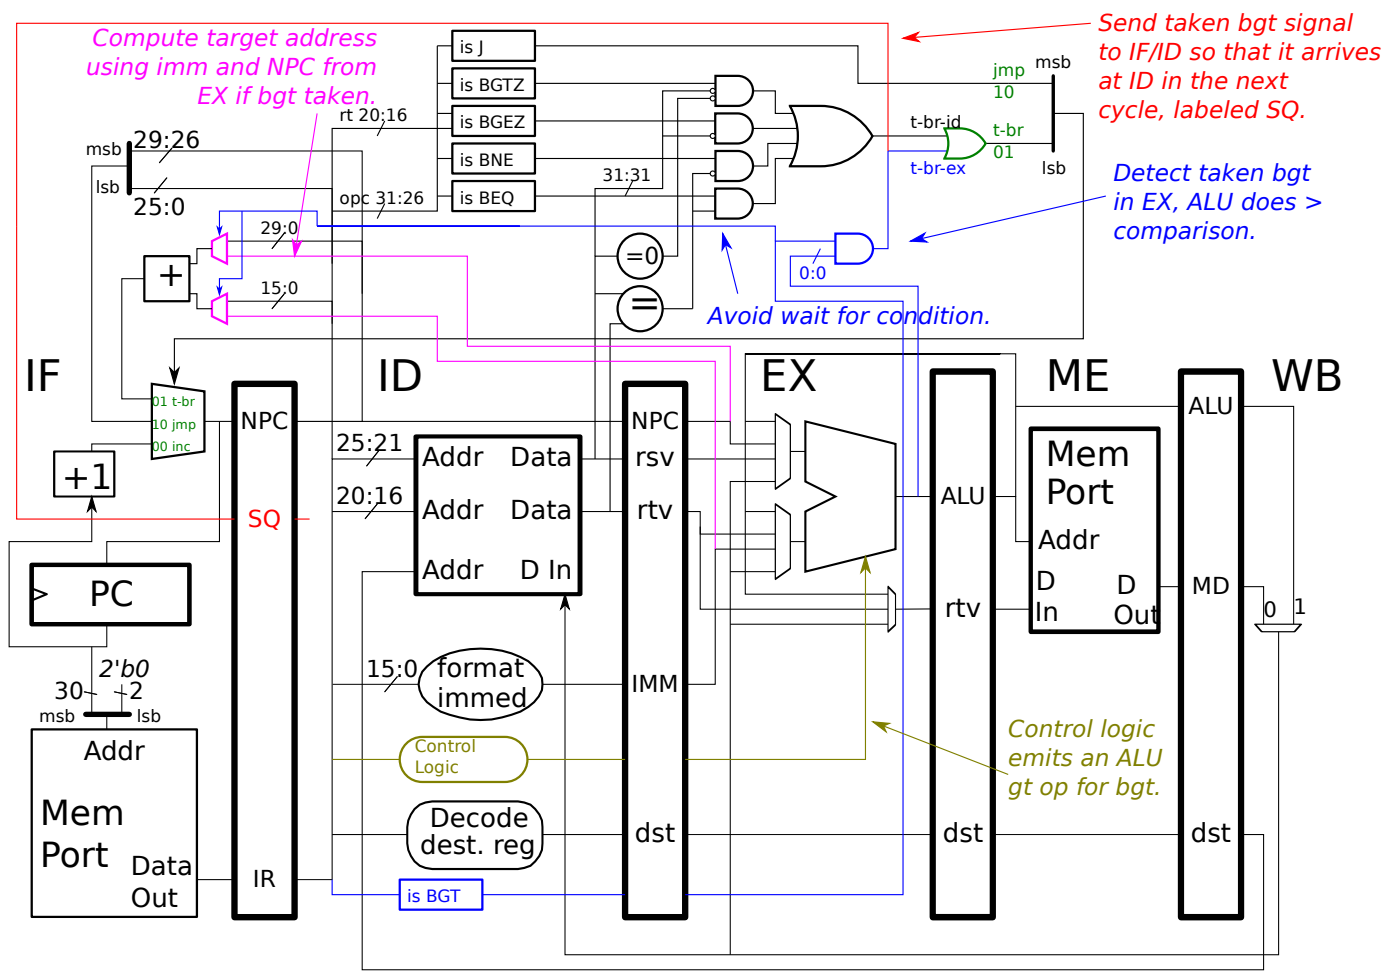 Send taken bgt signal
to IF/ID so that it arrives
at ID in the next
cycle, labeled SQ.
Compute target address
using imm and NPC from
EX if bgt taken.
is J
is BGTZ
is BGEZ
is BNE
is BEQ
rt 20:16
opc 31:26
31:31
msb
jmp
10
t-br-id
t-br
01
t-br-ex
lsb
msb
29:26
lsb
25:0
Detect taken bgt
in EX, ALU does >
comparison.
29:0
+
15:0
=0
=
0:0
Avoid wait for condition.
IF
ID
EX
ME
WB
01 t-br
10 jmp
00 inc
+1
NPC
SQ
IR
PC
2'b0
30
2
msb
lsb
Addr
Mem
Port
Data
Out
25:21
20:16
Addr
Data
Addr
Data
Addr
D In
15:0
format
immed
Control
Logic
Decode
dest. reg
is BGT
NPC
rsv
rtv
IMM
dst
ALU
rtv
dst
Mem
Port
Addr
D
In
D
Out
ALU
MD
dst
0
1
Control logic
emits an ALU
gt op for bgt.